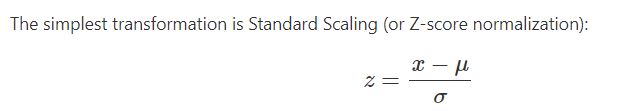 The simplest transformation is Standard Scaling (or Z-score normalization):
z = (x − μ) / σ